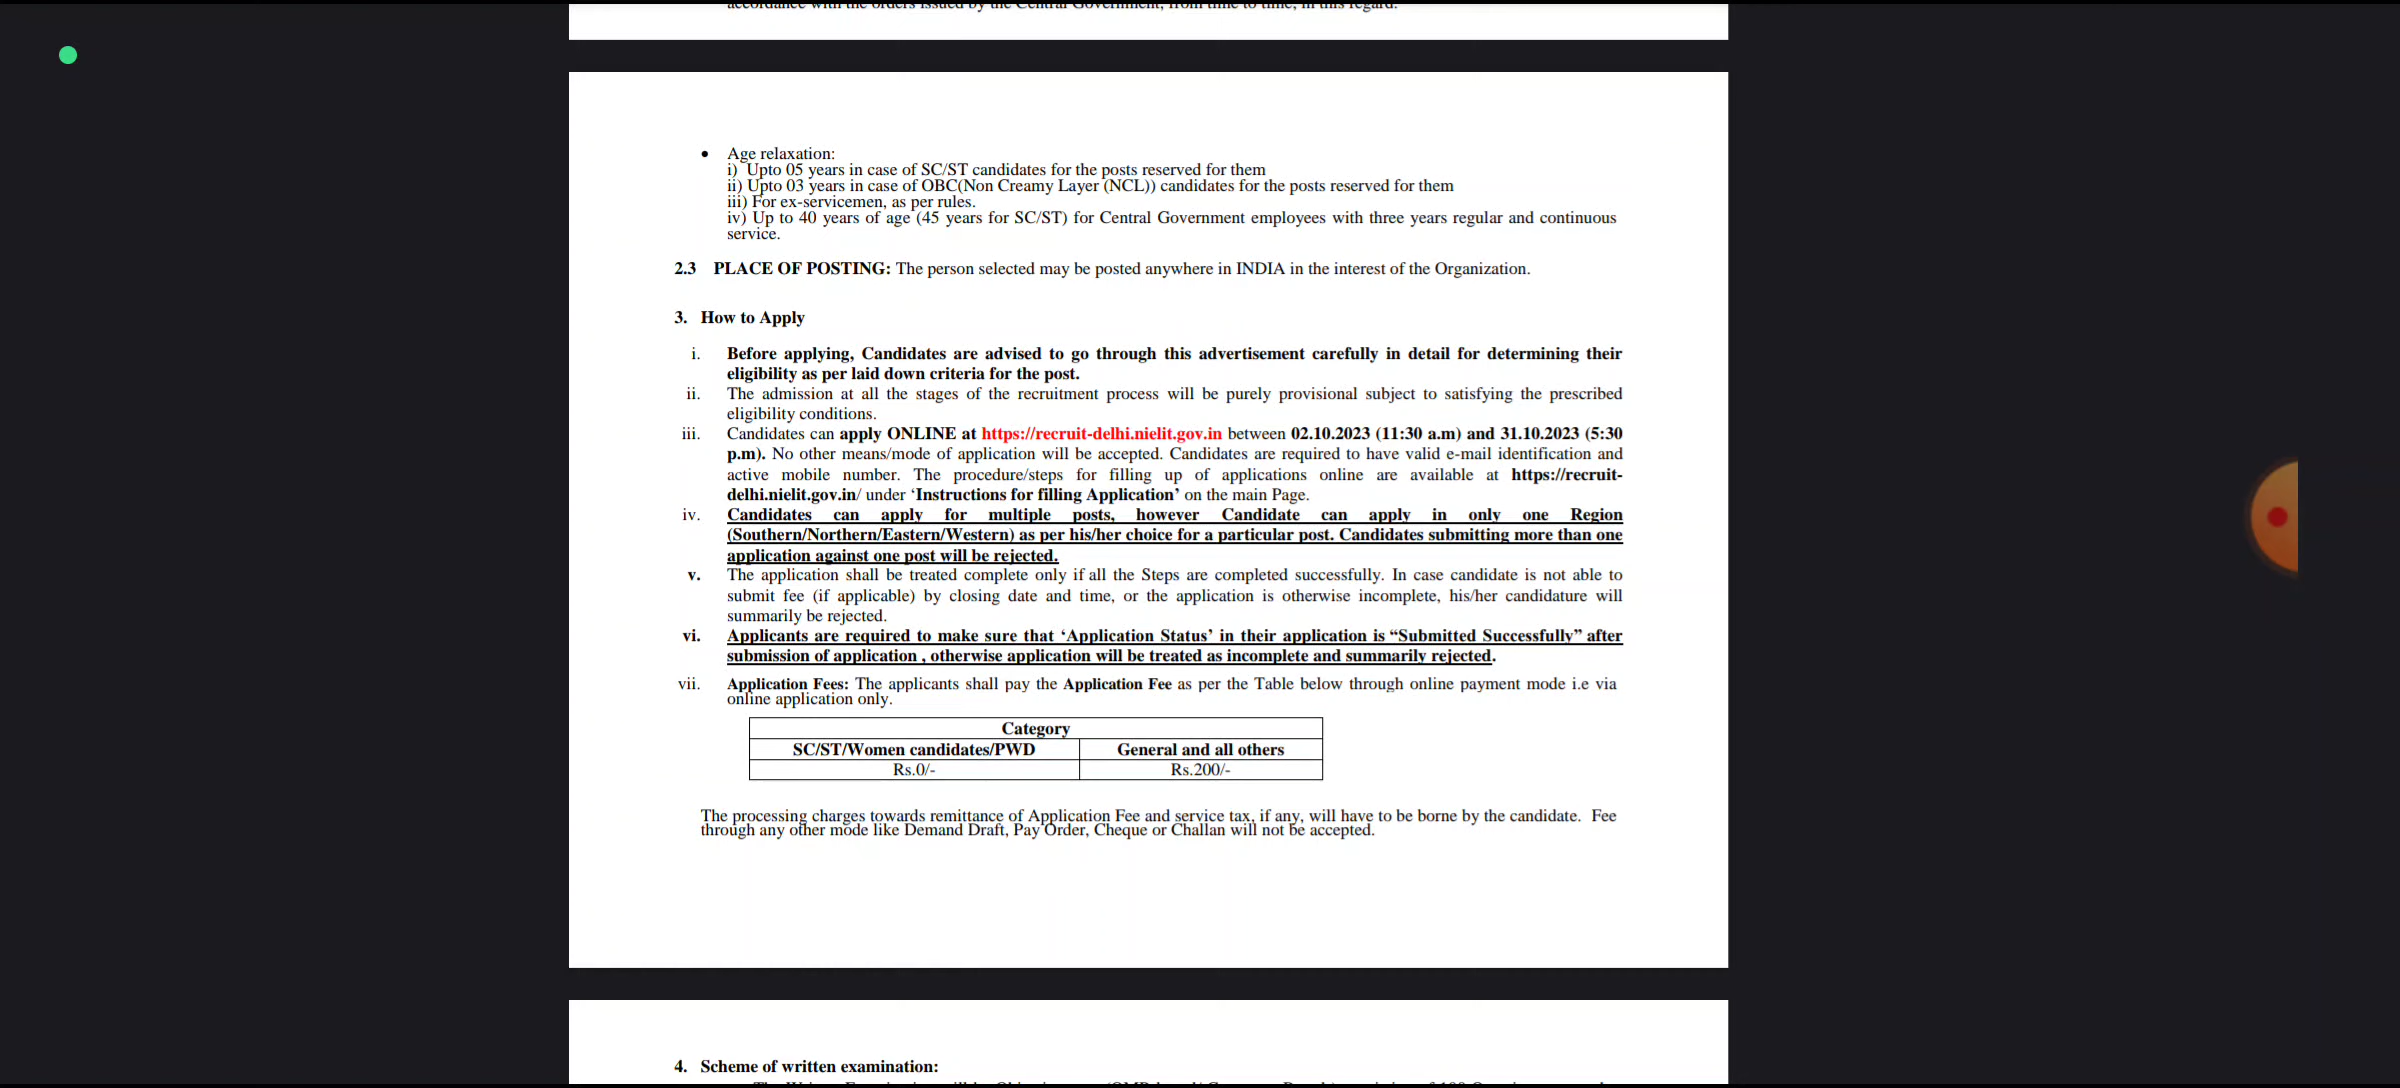 accordance with the orders issued by the Central Government, from time to time, in this regard.
• Age relaxation:
i) Upto 05 years in case of SC/ST candidates for the posts reserved for them
ii) Upto 03 years in case of OBC(Non Creamy Layer (NCL)) candidates for the posts reserved for them
iii) For ex-servicemen, as per rules.
iv) Up to 40 years of age (45 years for SC/ST) for Central Government employees with three years regular and continuous
service.
2.3 PLACE OF POSTING: The person selected may be posted anywhere in INDIA in the interest of the Organization.
3. How to Apply
i. Before applying, Candidates are advised to go through this advertisement carefully in detail for determining their
eligibility as per laid down criteria for the post.
ii. The admission at all the stages of the recruitment process will be purely provisional subject to satisfying the prescribed
eligibility conditions.
iii. Candidates can apply ONLINE at https://recruit-delhi.nielit.gov.in between 02.10.2023 (11:30 a.m) and 31.10.2023 (5:30
p.m). No other means/mode of application will be accepted. Candidates are required to have valid e-mail identification and
active mobile number. The procedure/steps for filling up of applications online are available at https://recruit-
delhi.nielit.gov.in/ under ‘Instructions for filling Application’ on the main Page.
iv. Candidates can apply for multiple posts, however Candidate can apply in only one Region
(Southern/Northern/Eastern/Western) as per his/her choice for a particular post. Candidates submitting more than one
application against one post will be rejected.
v. The application shall be treated complete only if all the Steps are completed successfully. In case candidate is not able to
submit fee (if applicable) by closing date and time, or the application is otherwise incomplete, his/her candidature will
summarily be rejected.
vi. Applicants are required to make sure that ‘Application Status’ in their application is “Submitted Successfully” after
submission of application , otherwise application will be treated as incomplete and summarily rejected.
vii. Application Fees: The applicants shall pay the Application Fee as per the Table below through online payment mode i.e via
online application only.
Category
SC/ST/Women candidates/PWD General and all others
Rs.0/- Rs.200/-
The processing charges towards remittance of Application Fee and service tax, if any, will have to be borne by the candidate. Fee
through any other mode like Demand Draft, Pay Order, Cheque or Challan will not be accepted.
4. Scheme of written examination: